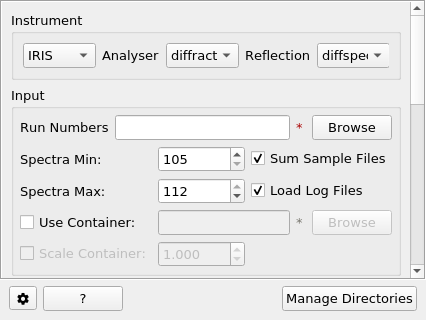 Instrument
IRIS Analyser diffract Reflection diffspe
Input
Run Numbers * Browse
Spectra Min: 105 Sum Sample Files
Spectra Max: 112 Load Log Files
Use Container: * Browse
Scale Container: 1.000
? Manage Directories